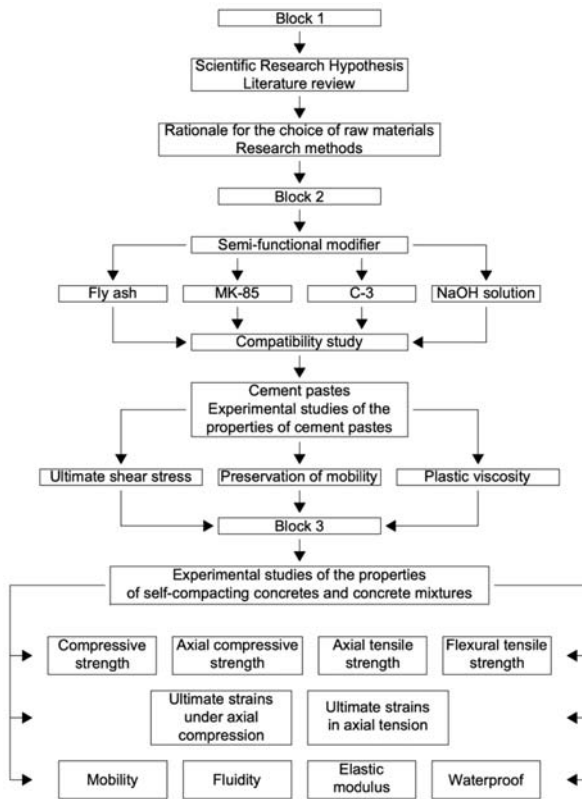 Block 1
Scientific Research Hypothesis
Literature review
Rationale for the choice of raw materials
Research methods
Block 2
Semi-functional modifier
Fly ash
MK-85
C-3
NaOH solution
Compatibility study
Cement pastes
Experimental studies of the
properties of cement pastes
Ultimate shear stress
Preservation of mobility
Plastic viscosity
Block 3
Experimental studies of the properties
of self-compacting concretes and concrete mixtures
Compressive
strength
Axial compressive
strength
Axial tensile
strength
Flexural tensile
strength
Ultimate strains
under axial
compression
Ultimate strains
in axial tension
Mobility
Fluidity
Elastic
modulus
Waterproof